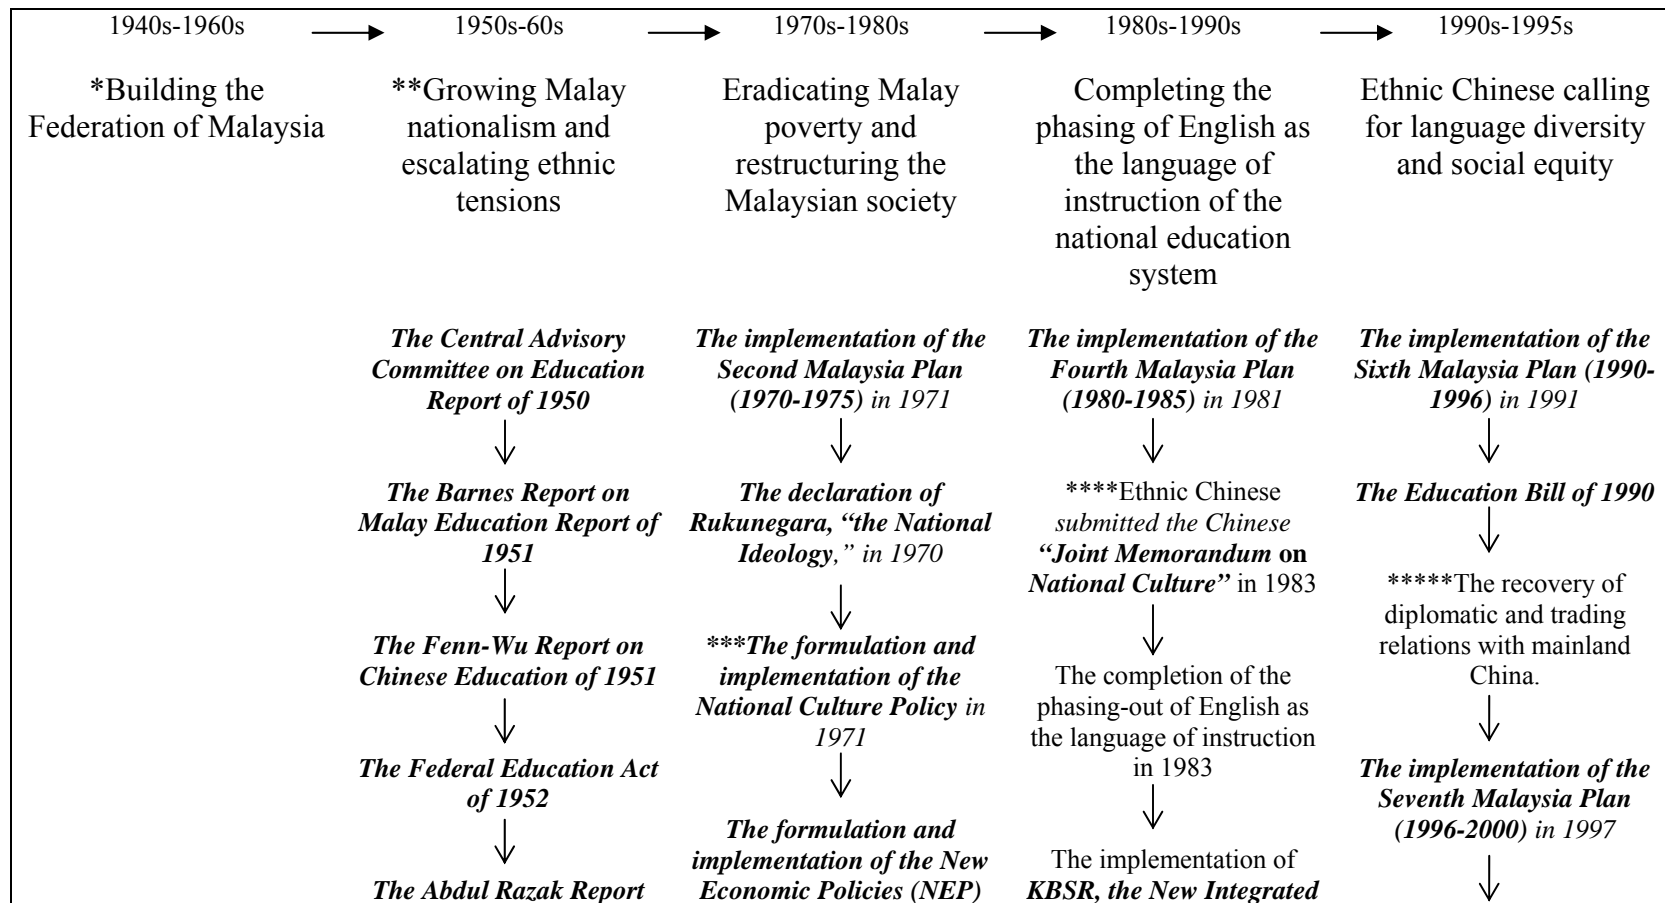 1940s-1960s
1950s-60s
1970s-1980s
1980s-1990s
1990s-1995s
*Building the
Federation of Malaysia
**Growing Malay
nationalism and
escalating ethnic
tensions
Eradicating Malay
poverty and
restructuring the
Malaysian society
Completing the
phasing of English as
the language of
instruction of the
national education
system
Ethnic Chinese calling
for language diversity
and social equity
The Central Advisory
Committee on Education
Report of 1950
The Barnes Report on
Malay Education Report of
1951
The Fenn-Wu Report on
Chinese Education of 1951
The Federal Education Act
of 1952
The Abdul Razak Report
The implementation of the
Second Malaysia Plan
(1970-1975) in 1971
The declaration of
Rukunegara, “the National
Ideology,” in 1970
***The formulation and
implementation of the
National Culture Policy in
1971
The formulation and
implementation of the New
Economic Policies (NEP)
The implementation of the
Fourth Malaysia Plan
(1980-1985) in 1981
****Ethnic Chinese
submitted the Chinese
“Joint Memorandum on
National Culture” in 1983
The completion of the
phasing-out of English as
the language of instruction
in 1983
The implementation of
KBSR, the New Integrated
The implementation of the
Sixth Malaysia Plan (1990-
1996) in 1991
The Education Bill of 1990
*****The recovery of
diplomatic and trading
relations with mainland
China.
The implementation of the
Seventh Malaysia Plan
(1996-2000) in 1997